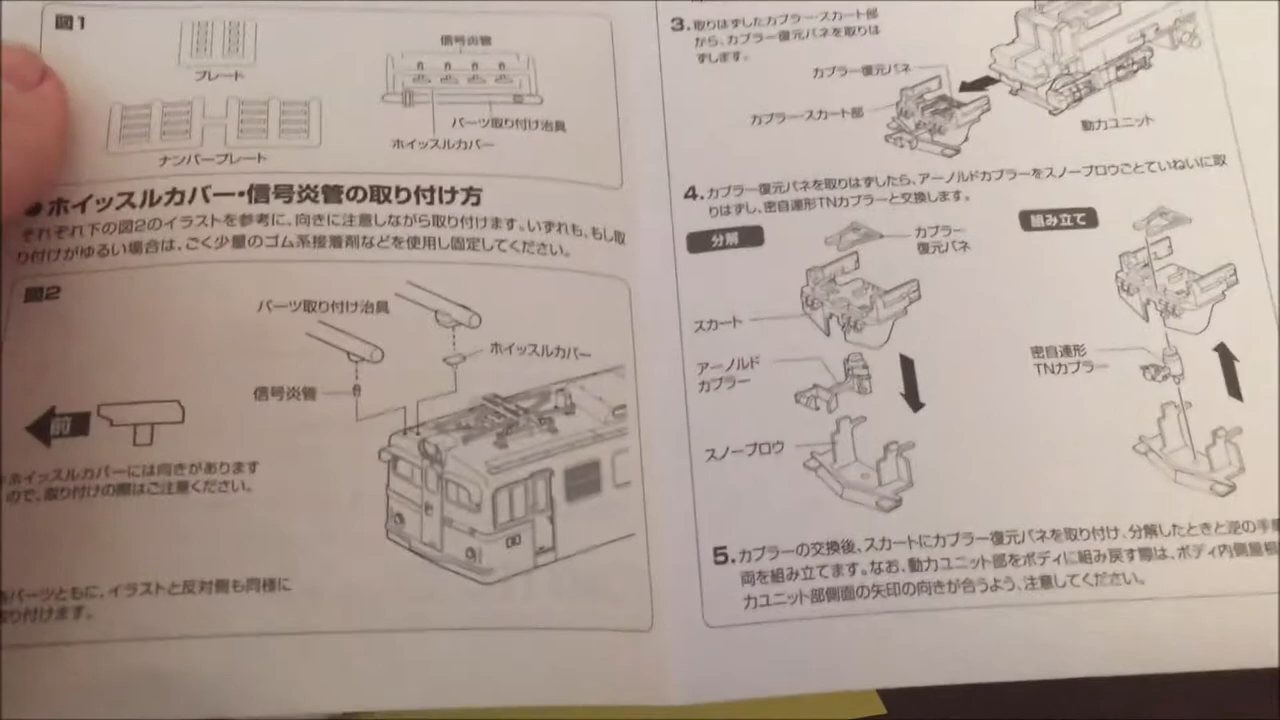 図1
プレート
信号炎管
パーツ取り付け治具
ホイッスルカバー
ナンバープレート
●ホイッスルカバー・信号炎管の取り付け方
それぞれ下の図2のイラストを参考に、向きに注意しながら取り付けます。いずれも、もし取
り付けがゆるい場合は、ごく少量のゴム系接着剤などを使用し固定してください。
図2
パーツ取り付け治具
ホイッスルカバー
信号炎管
前
ホイッスルカバーには向きがあります
ので、取り付けの際はご注意ください。
パーツともに、イラストと反対側も同様に
取り付けます。
3.取りはずしたカプラー・スカート部
から、カプラー復元バネを取りは
ずします。
カプラー復元バネ
カプラー・スカート部
動力ユニット
4.カプラー復元バネを取りはずしたら、アーノルドカプラーをスノープロウごとていねいに取
りはずし、密自連形TNカプラーと交換します。
分解
カプラー
復元バネ
スカート
アーノルド
カプラー
スノープロウ
組み立て
密自連形
TNカプラー
5.カプラーの交換後、スカートにカプラー復元バネを取り付け、分解したときと逆の手
両を組み立てます。なお、動力ユニット部をボディに組み戻す際は、ボディ内側屋根
力ユニット部側面の矢印の向きが合うよう、注意してください。